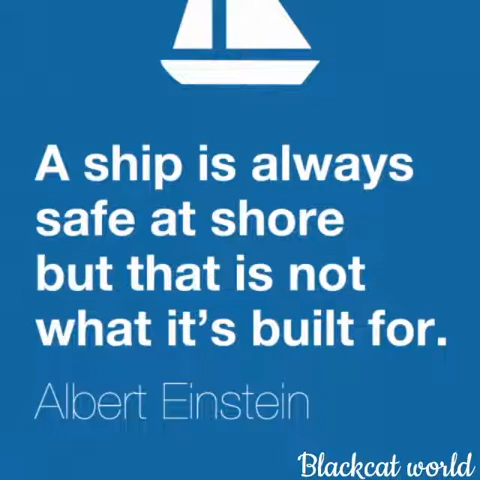 A ship is always
safe at shore
but that is not
what it’s built for.
Albert Einstein
Blackcat world